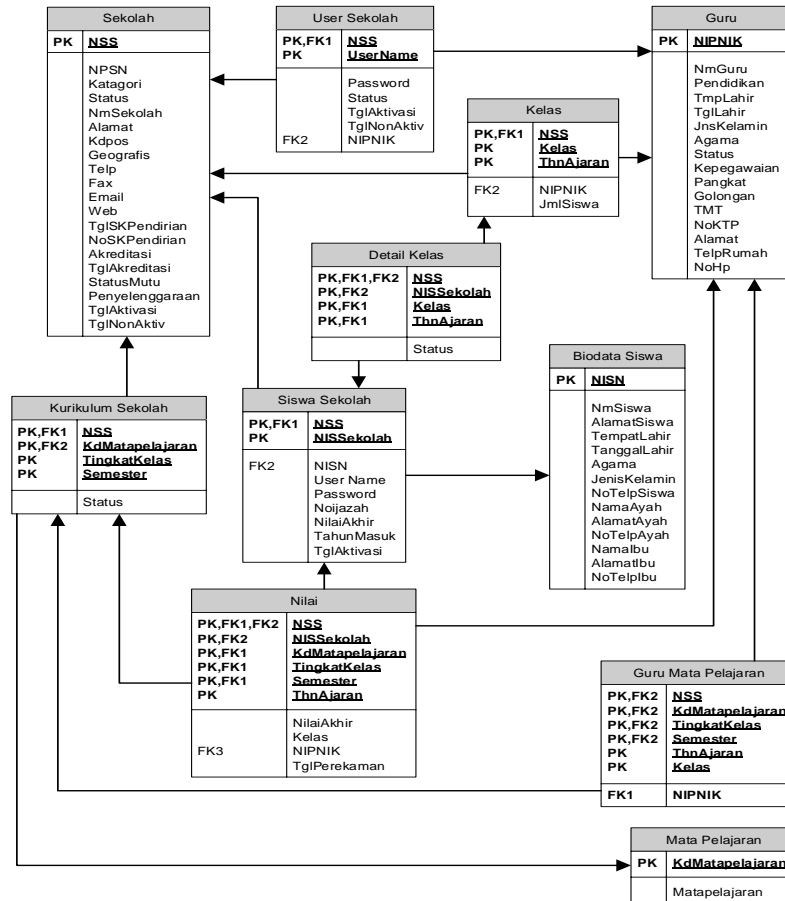 Sekolah
PK NSS
NPSN
Katagori
Status
NmSekolah
Alamat
Kdpos
Geografis
Telp
Fax
Email
Web
TglSKPendirian
NoSKPendirian
Akreditasi
TglAkreditasi
StatusMutu
Penyelenggaraan
TglAktivasi
TglNonAktiv
User Sekolah
PK,FK1 NSS
PK UserName
Password
Status
TglAktivasi
TglNonAktiv
FK2 NIPNIK
Guru
PK NIPNIK
NmGuru
Pendidikan
TmpLahir
TglLahir
JnsKelamin
Agama
Status
Kepegawaian
Pangkat
Golongan
TMT
NoKTP
Alamat
TelpRumah
NoHp
Kelas
PK,FK1 NSS
PK Kelas
PK ThnAjaran
FK2 NIPNIK
JmlSiswa
Detail Kelas
PK,FK1,FK2 NSS
PK,FK2 NISSekolah
PK,FK1 Kelas
PK,FK1 ThnAjaran
Status
Biodata Siswa
PK NISN
NmSiswa
AlamatSiswa
TempatLahir
TanggalLahir
Agama
JenisKelamin
NoTelpSiswa
NamaAyah
AlamatAyah
NoTelpAyah
NamaIbu
AlamatIbu
NoTelpIbu
Kurikulum Sekolah
PK,FK1 NSS
PK,FK2 KdMatapelajaran
PK TingkatKelas
PK Semester
Status
Siswa Sekolah
PK,FK1 NSS
PK NISSekolah
FK2 NISN
User Name
Password
Noijazah
NilaiAkhir
TahunMasuk
TglAktivasi
Nilai
PK,FK1,FK2 NSS
PK,FK2 NISSekolah
PK,FK1 KdMatapelajaran
PK,FK1 TingkatKelas
PK,FK1 Semester
PK ThnAjaran
NilaiAkhir
Kelas
FK3 NIPNIK
TglPerekaman
Guru Mata Pelajaran
PK,FK2 NSS
PK,FK2 KdMatapelajaran
PK,FK2 TingkatKelas
PK,FK2 Semester
PK ThnAjaran
PK Kelas
FK1 NIPNIK
Mata Pelajaran
PK KdMatapelajaran
Matapelajaran